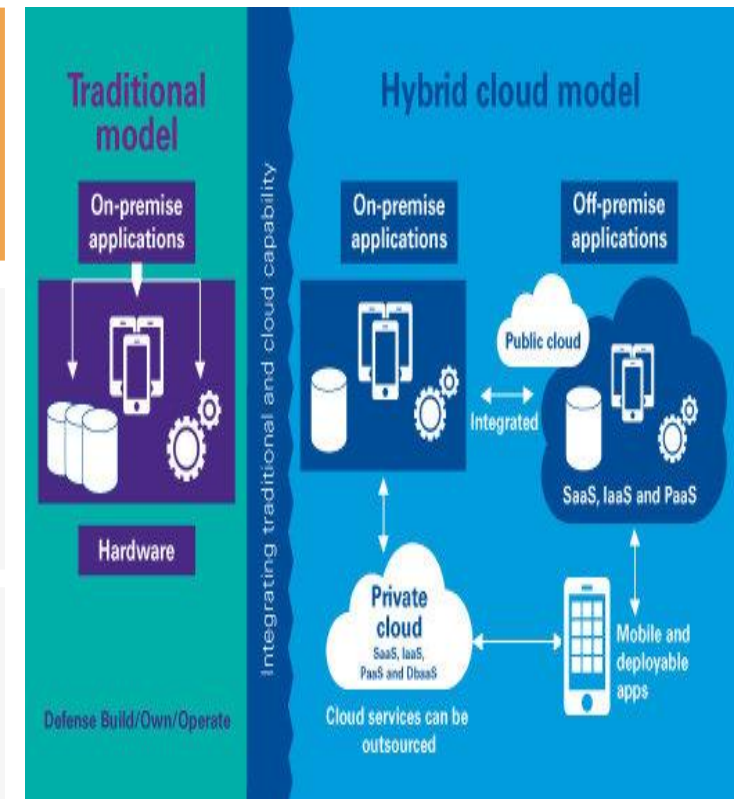 Traditional
model
On-premise
applications
Hardware
Defense Build/Own/Operate
Integrating traditional and cloud capability
Hybrid cloud model
On-premise
applications
Off-premise
applications
Public cloud
Integrated
SaaS, IaaS and PaaS
Private
cloud
SaaS, IaaS,
PaaS and DbaaS
Cloud services can be
outsourced
Mobile and
deployable
apps